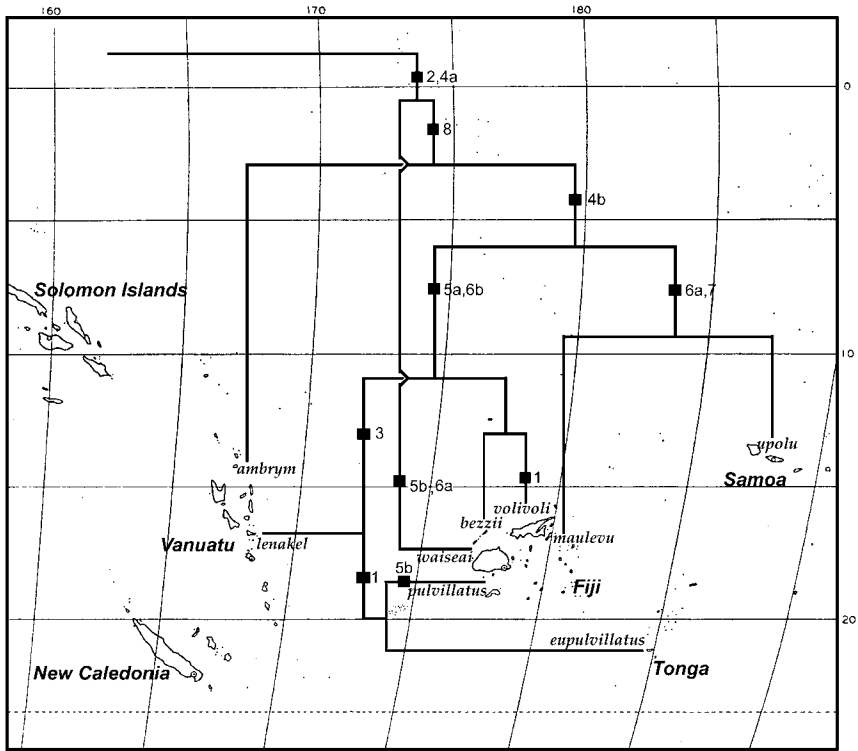 160 170 180
2,4a
0
8
4b
5a,6b
6a,7
Solomon Islands
10
3
upolu
ambrym
1
Samoa
5b,6a
volivoli
bezzii
maulevu
Vanuatu
lenakel
waiseai
5b
1
pulvillatus
Fiji
20
eupulvillatus
New Caledonia
Tonga